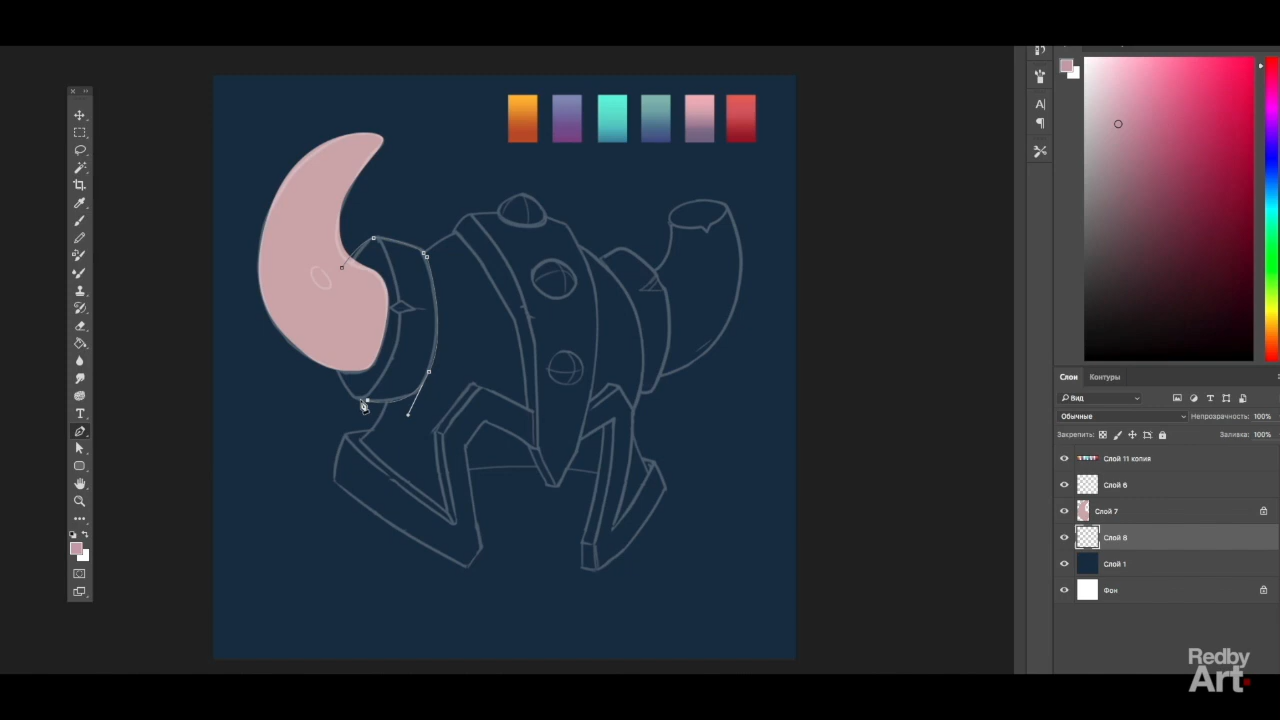 Слои
Контуры
Вид
Обычные
Непрозрачность: 100%
Закрепить:
Заливка: 100%
Слой 11 копия
Слой 6
Слой 7
Слой 8
Слой 1
Фон
Redby
Art